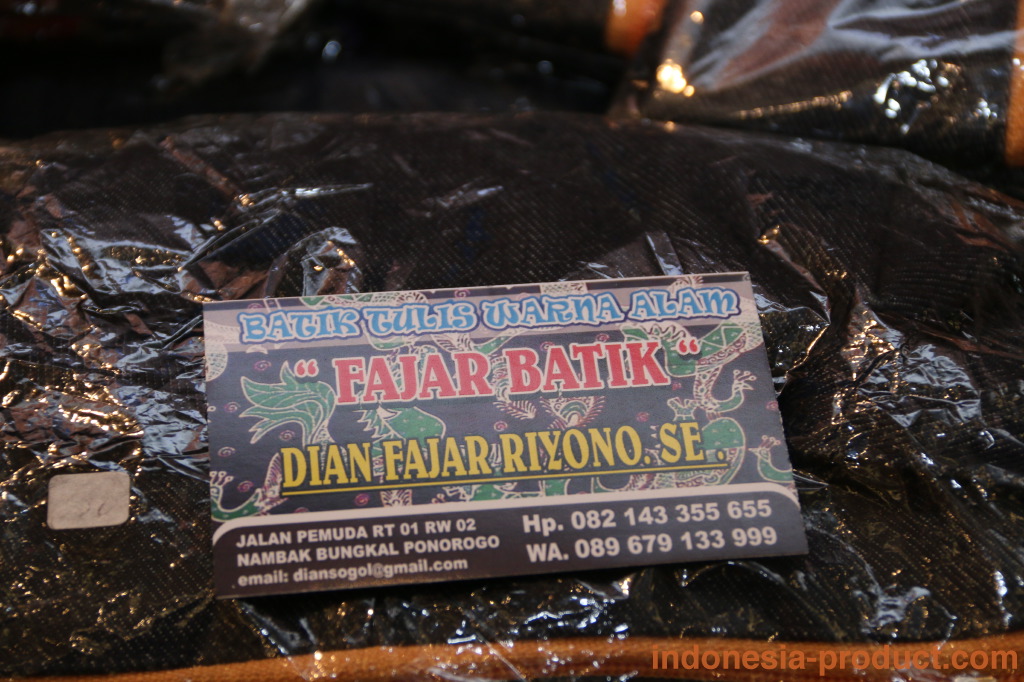 BATIK TULIS WARNA ALAM
“ FAJAR BATIK “
DIAN FAJAR RIYONO. SE .
JALAN PEMUDA RT 01 RW 02
NAMBAK BUNGKAL PONOROGO
email: diansogol@gmail.com
Hp. 082 143 355 655
WA. 089 679 133 999
indonesia-product.com